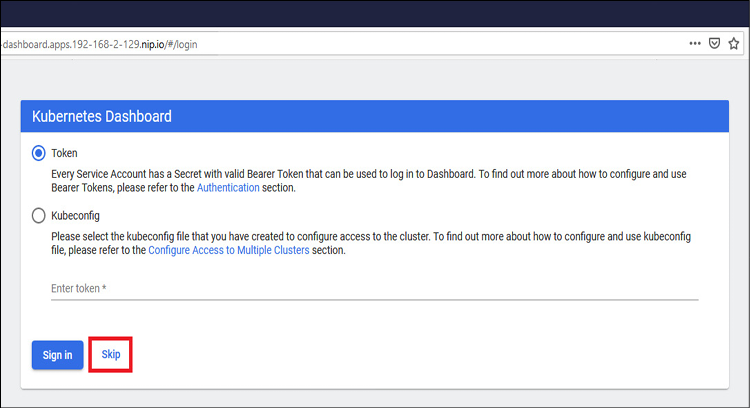 -dashboard.apps.192-168-2-129.nip.io/#/login
Kubernetes Dashboard
Token
Every Service Account has a Secret with valid Bearer Token that can be used to log in to Dashboard. To find out more about how to configure and use
Bearer Tokens, please refer to the Authentication section.
Kubeconfig
Please select the kubeconfig file that you have created to configure access to the cluster. To find out more about how to configure and use kubeconfig
file, please refer to the Configure Access to Multiple Clusters section.
Enter token *
Sign in Skip